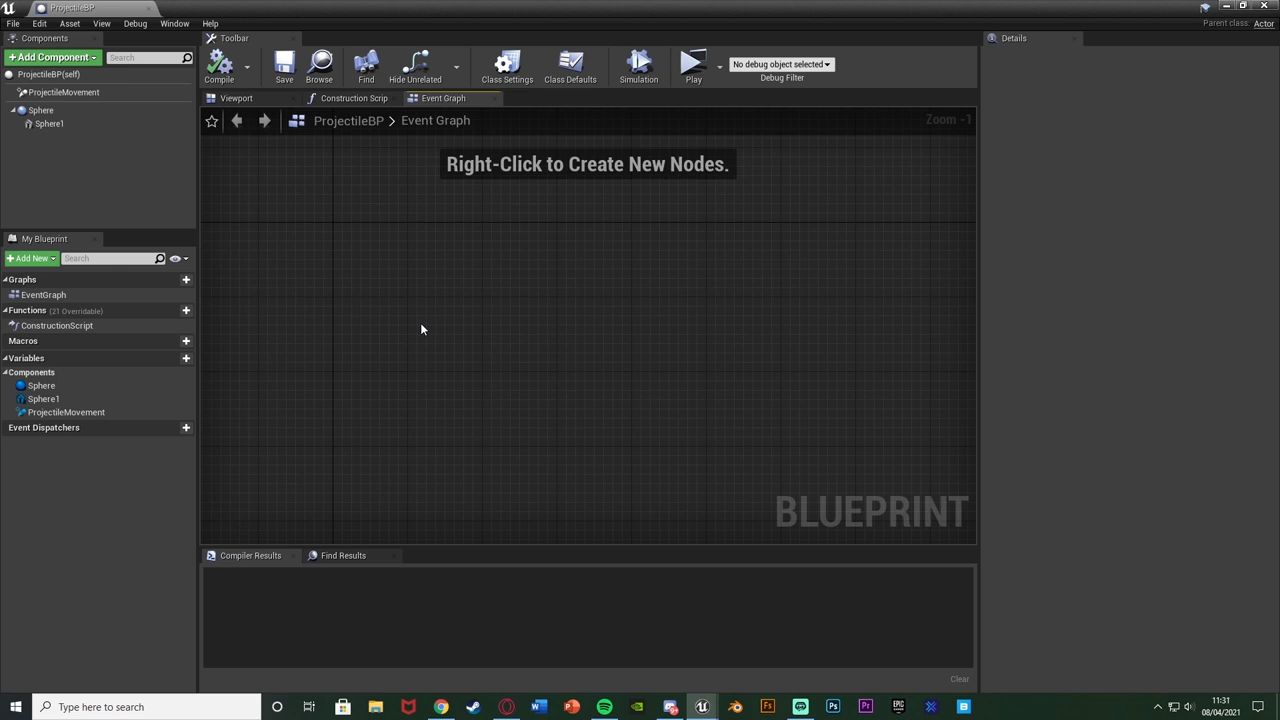 ProjectileBP
File Edit Asset View Debug Window Help
Parent class: Actor
Components
Toolbar
Details
+Add Component
Search
ProjectileBP(self)
ProjectileMovement
Sphere
Sphere1
Compile
Save
Browse
Find
Hide Unrelated
Class Settings
Class Defaults
Simulation
Play
No debug object selected
Debug Filter
Viewport
Construction Scrip
Event Graph
ProjectileBP > Event Graph
Zoom -1
Right-Click to Create New Nodes.
BLUEPRINT
My Blueprint
+Add New
Search
Graphs
EventGraph
Functions (21 Overridable)
ConstructionScript
Macros
Variables
Components
Sphere
Sphere1
ProjectileMovement
Event Dispatchers
Compiler Results
Find Results
Clear
Type here to search
11:31
08/04/2021